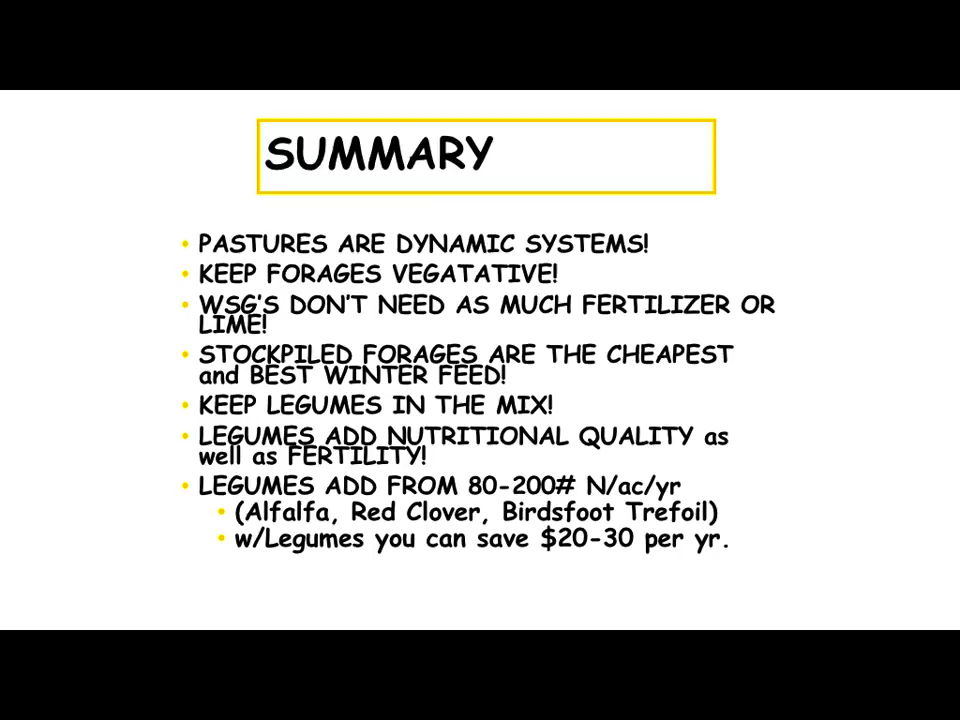 SUMMARY
• PASTURES ARE DYNAMIC SYSTEMS!
• KEEP FORAGES VEGATATIVE!
• WSG'S DON'T NEED AS MUCH FERTILIZER OR
LIME!
• STOCKPILED FORAGES ARE THE CHEAPEST
and BEST WINTER FEED!
• KEEP LEGUMES IN THE MIX!
• LEGUMES ADD NUTRITIONAL QUALITY as
well as FERTILITY!
• LEGUMES ADD FROM 80-200# N/ac/yr
• (Alfalfa, Red Clover, Birdsfoot Trefoil)
• w/Legumes you can save $20-30 per yr.